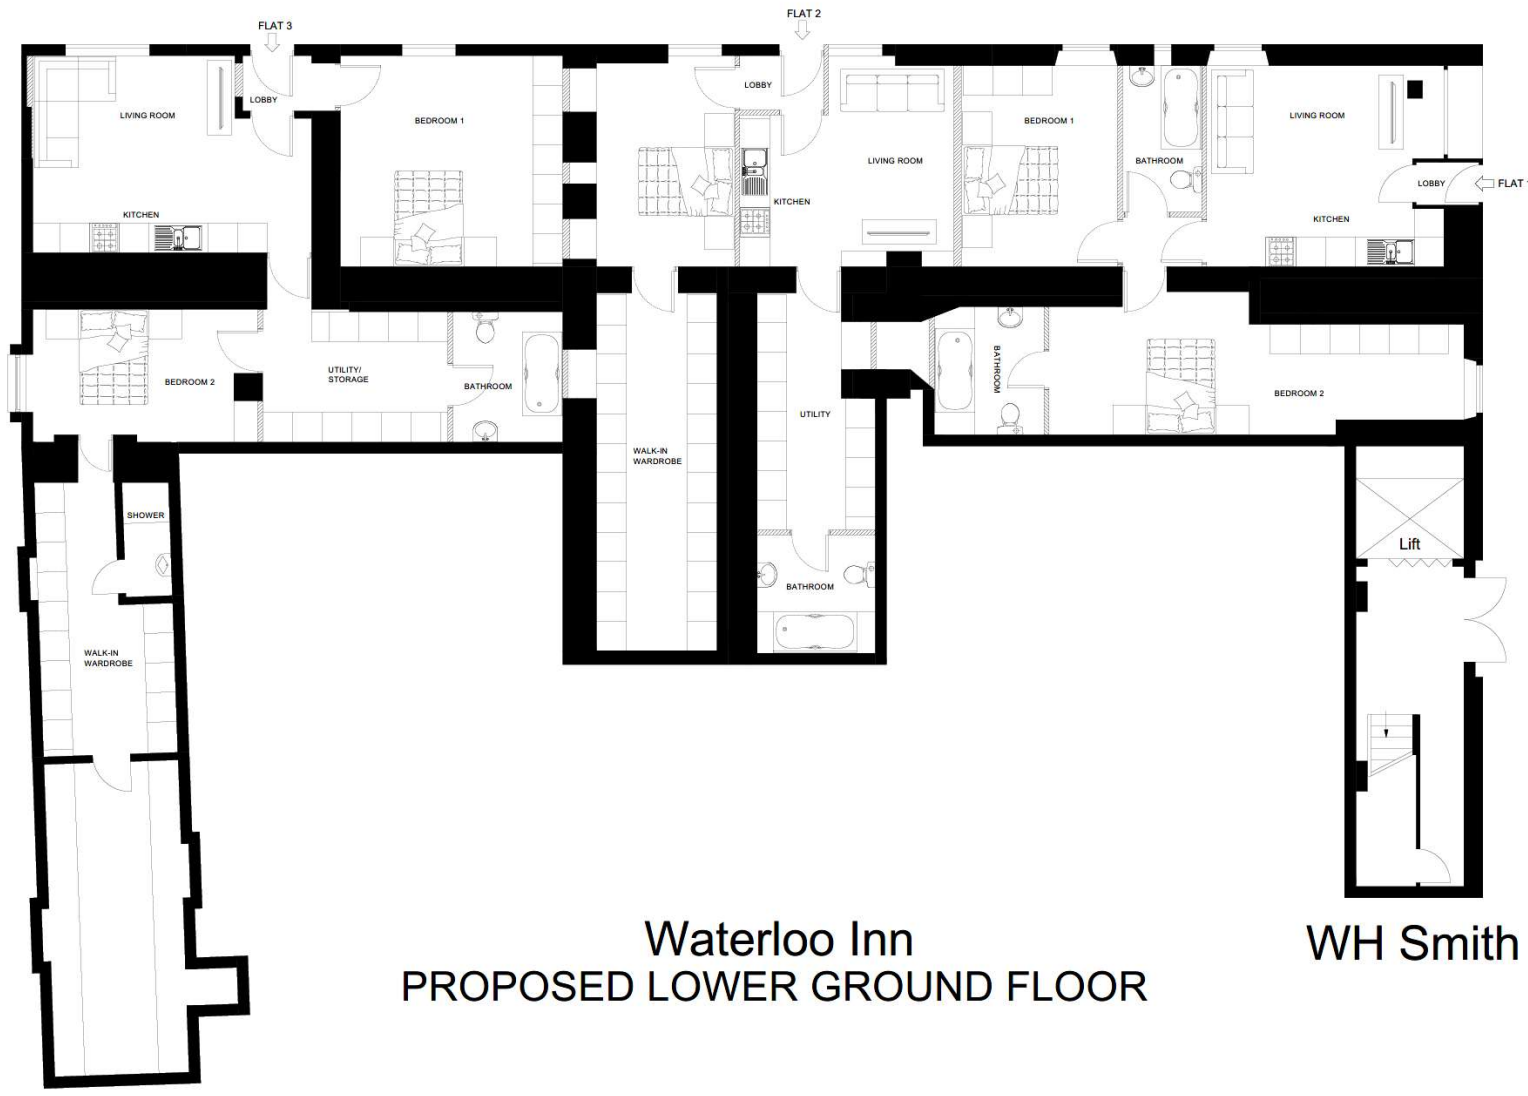 FLAT 3
FLAT 2
LIVING ROOM
LOBBY
BEDROOM 1
LOBBY
LIVING ROOM
BEDROOM 1
BATHROOM
LIVING ROOM
LOBBY
FLAT 1
KITCHEN
KITCHEN
KITCHEN
BEDROOM 2
UTILITY/
STORAGE
BATHROOM
WALK-IN
WARDROBE
UTILITY
BATHROOM
BEDROOM 2
SHOWER
Lift
BATHROOM
WALK-IN
WARDROBE
Waterloo Inn
PROPOSED LOWER GROUND FLOOR
WH Smith